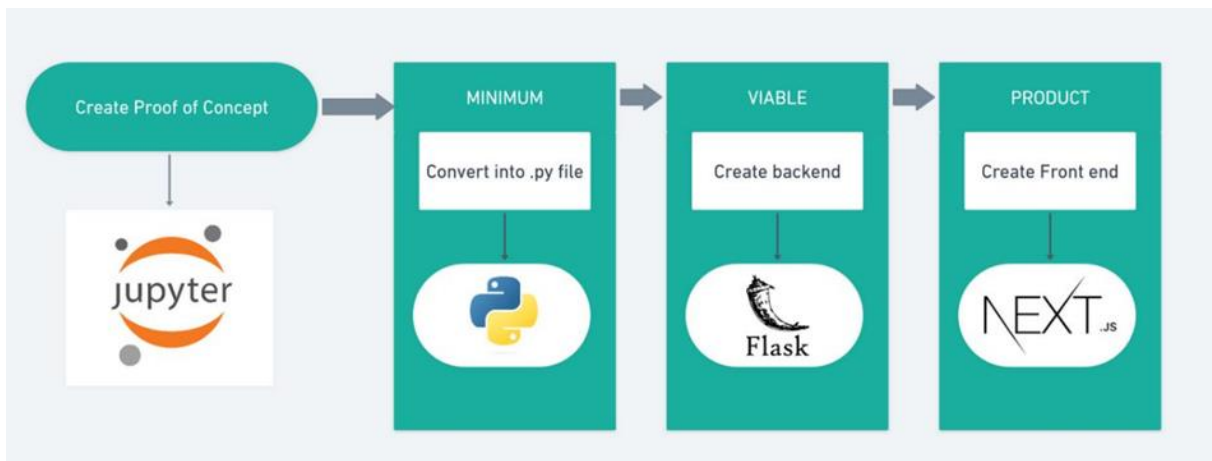 Create Proof of Concept
MINIMUM
VIABLE
PRODUCT
Convert into .py file
Create backend
Create Front end
jupyter
Flask
NEXT.JS